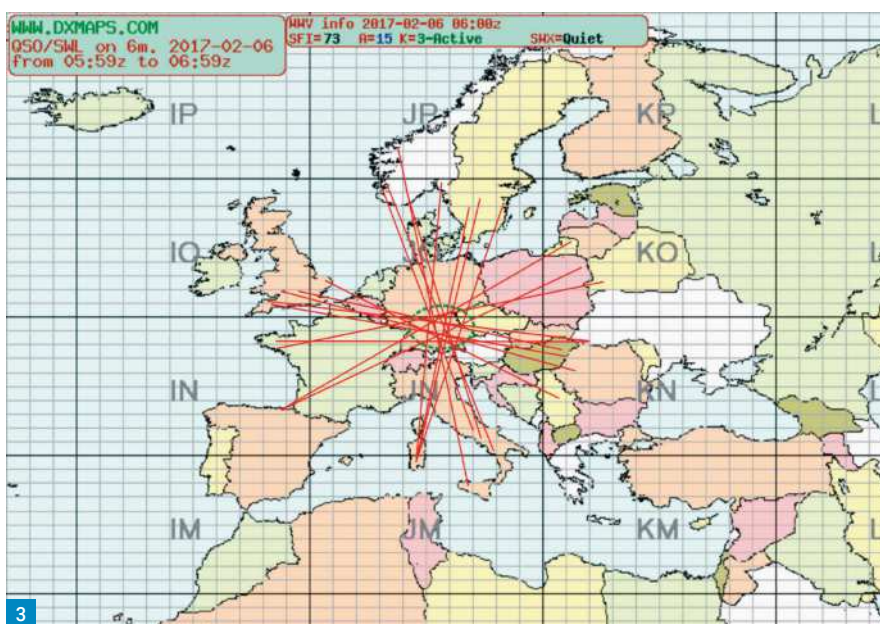 WWW.DXMAPS.COM
QSO/SWL on 6m. 2017-02-06
from 05:59z to 06:59z
WWV info 2017-02-06 06:00z
SFI=73 A=15 K=3-Active SWX=Quiet
IP JP KP L
IO JO KO L
IN JN KN L
IM JM KM L
3